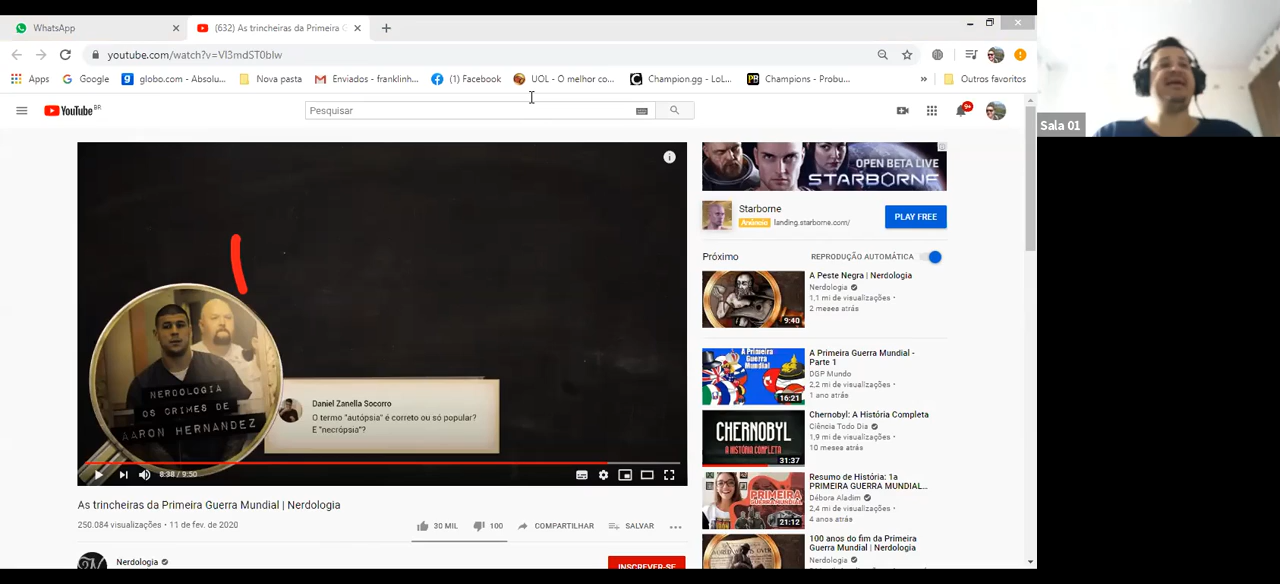 WhatsApp
(632) As trincheiras da Primeira G
youtube.com/watch?v=VI3mdST0bIw
Apps
Google
globo.com - Absolu...
Nova pasta
Enviados - franklinh...
(1) Facebook
UOL - O melhor co...
Champion.gg - LoL...
Champions - Probu...
»
Outros favoritos
YouTube BR
Pesquisar
9+
Sala 01
NERDOLOGIA
OS CRIMES DE
AARON HERNANDEZ
Daniel Zanella Socorro
O termo "autópsia" é correto ou só popular?
E "necrópsia"?
8:38 / 9:50
As trincheiras da Primeira Guerra Mundial | Nerdologia
250.084 visualizações • 11 de fev. de 2020
30 MIL
100
COMPARTILHAR
SALVAR
Nerdologia
INSCREVER-SE
OPEN BETA LIVE
STARBORNE
Starborne
Anúncio landing.starborne.com/
PLAY FREE
Próximo
REPRODUÇÃO AUTOMÁTICA
9:40
A Peste Negra | Nerdologia
Nerdologia
1,1 mi de visualizações •
2 meses atrás
A Primeira
Guerra
Mundial
16:21
A Primeira Guerra Mundial -
Parte 1
DGP Mundo
2,2 mi de visualizações •
1 ano atrás
CHERNOBYL
A HISTÓRIA COMPLETA
31:37
Chernobyl: A História Completa
Ciência Todo Dia
1,9 mi de visualizações •
10 meses atrás
PRIMEIRA
GUERRA
21:12
Resumo de História: 1a
PRIMEIRA GUERRA MUNDIAL...
Débora Aladim
2,4 mi de visualizações •
4 anos atrás
100 anos do fim da Primeira
Guerra Mundial | Nerdologia
Nerdologia